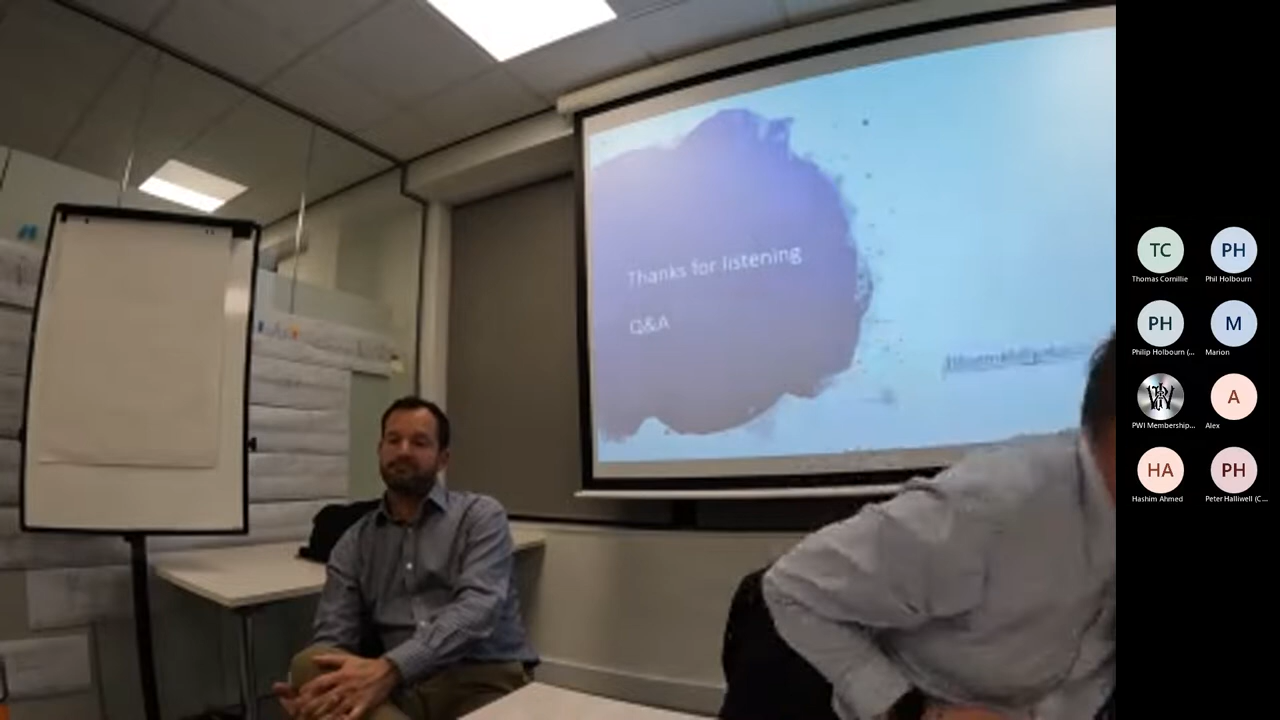 Thanks for listening
Q&A
TC
Thomas Cornillie
PH
Phil Holbourn
PH
Philip Holbourn (...
M
Marion
PWI Membership...
A
Alex
HA
Hashim Ahmed
PH
Peter Halliwell (C...